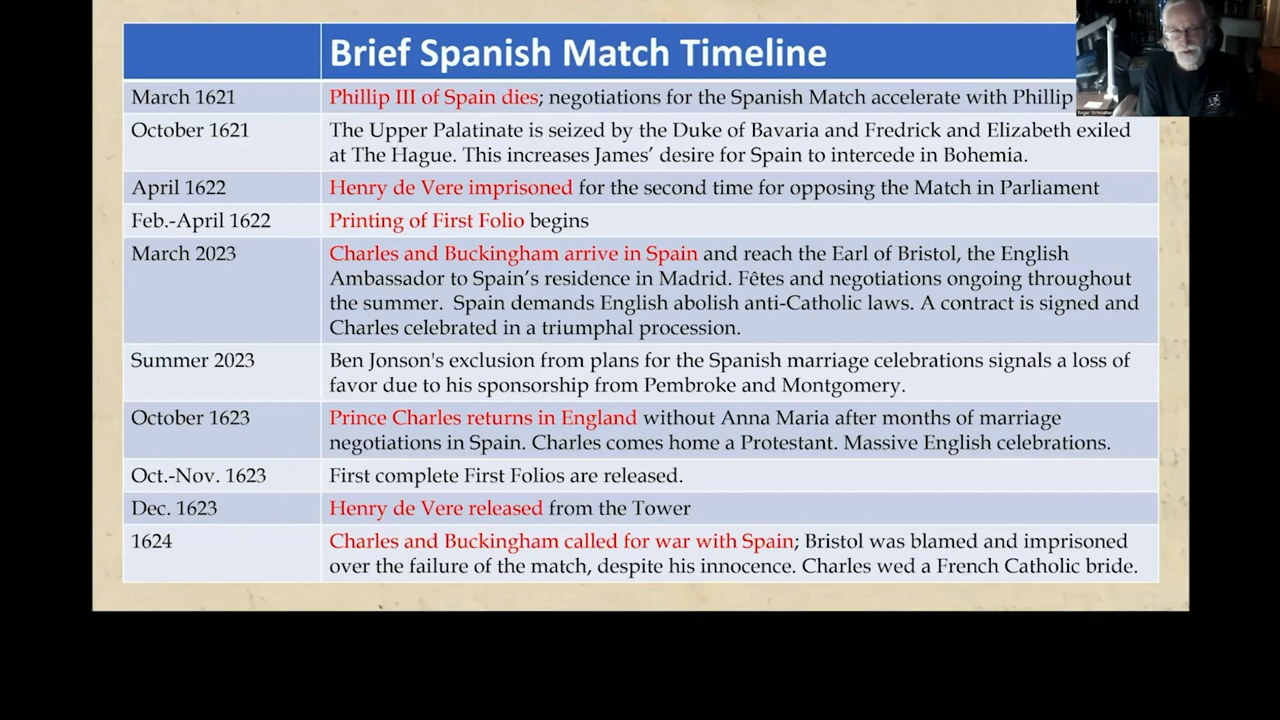 Brief Spanish Match Timeline
March 1621
Phillip III of Spain dies; negotiations for the Spanish Match accelerate with Phillip
October 1621
The Upper Palatinate is seized by the Duke of Bavaria and Fredrick and Elizabeth exiled
at The Hague. This increases James' desire for Spain to intercede in Bohemia.
April 1622
Henry de Vere imprisoned for the second time for opposing the Match in Parliament
Feb.-April 1622
Printing of First Folio begins
March 2023
Charles and Buckingham arrive in Spain and reach the Earl of Bristol, the English
Ambassador to Spain's residence in Madrid. Fêtes and negotiations ongoing throughout
the summer. Spain demands English abolish anti-Catholic laws. A contract is signed and
Charles celebrated in a triumphal procession.
Summer 2023
Ben Jonson's exclusion from plans for the Spanish marriage celebrations signals a loss of
favor due to his sponsorship from Pembroke and Montgomery.
October 1623
Prince Charles returns in England without Anna Maria after months of marriage
negotiations in Spain. Charles comes home a Protestant. Massive English celebrations.
Oct.-Nov. 1623
First complete First Folios are released.
Dec. 1623
Henry de Vere released from the Tower
1624
Charles and Buckingham called for war with Spain; Bristol was blamed and imprisoned
over the failure of the match, despite his innocence. Charles wed a French Catholic bride.